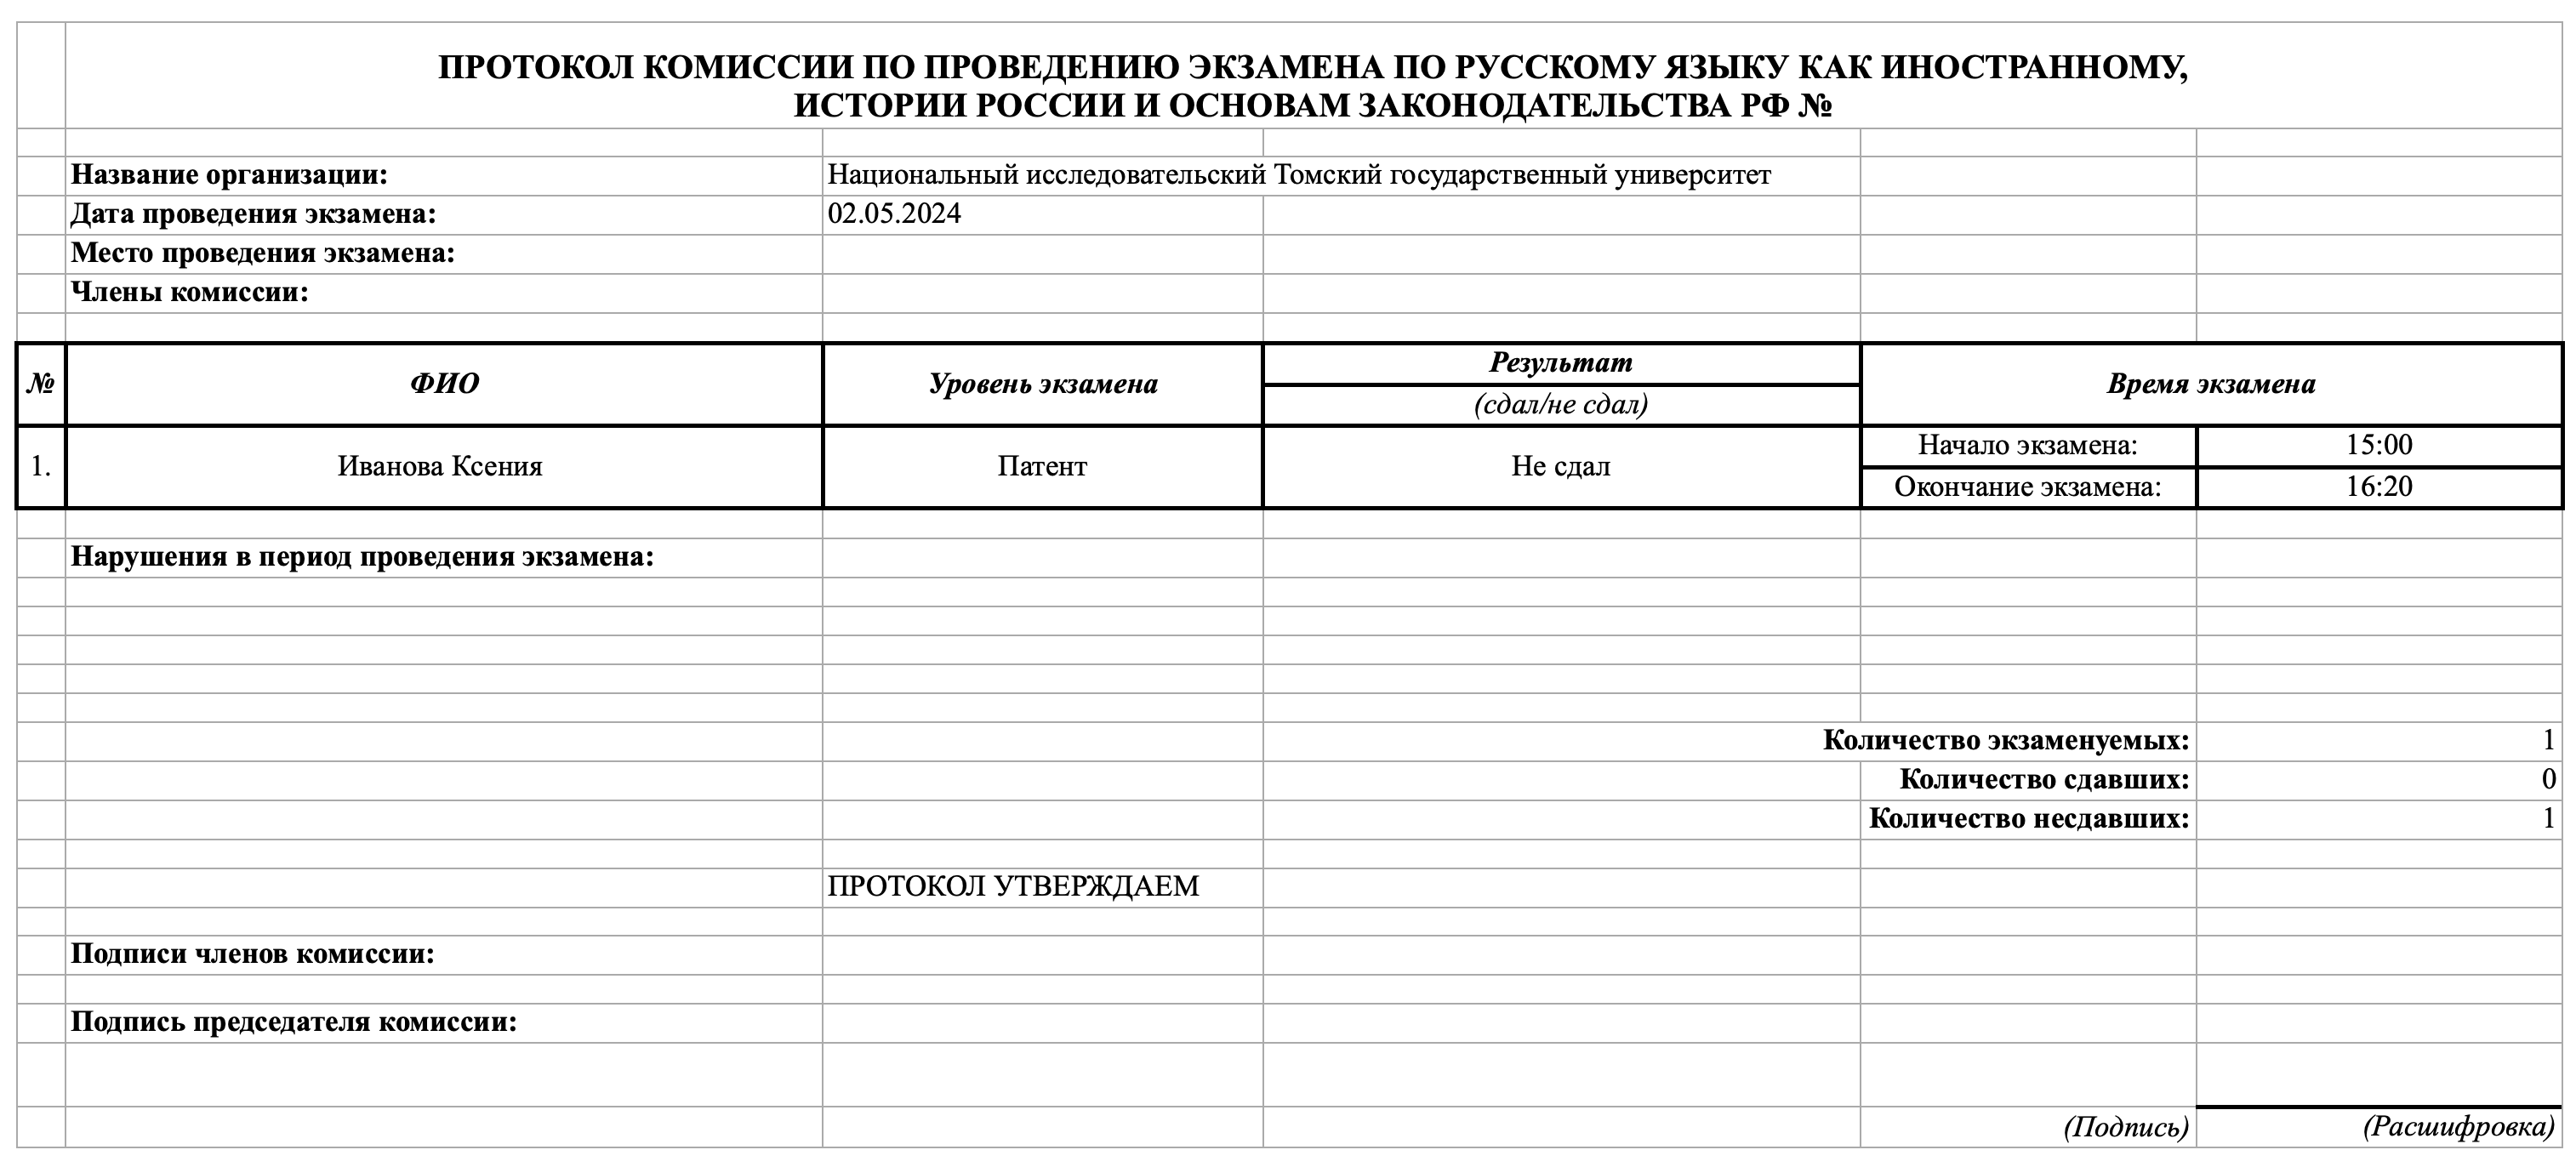 ПРОТОКОЛ КОМИССИИ ПО ПРОВЕДЕНИЮ ЭКЗАМЕНА ПО РУССКОМУ ЯЗЫКУ КАК ИНОСТРАННОМУ,
ИСТОРИИ РОССИИ И ОСНОВАМ ЗАКОНОДАТЕЛЬСТВА РФ №
Название организации: Национальный исследовательский Томский государственный университет
Дата проведения экзамена: 02.05.2024
Место проведения экзамена:
Члены комиссии:
№ ФИО Уровень экзамена Результат Время экзамена
(сдал/не сдал)
1. Иванова Ксения Патент Не сдал Начало экзамена: 15:00
Окончание экзамена: 16:20
Нарушения в период проведения экзамена:
Количество экзаменуемых: 1
Количество сдавших: 0
Количество несдавших: 1
ПРОТОКОЛ УТВЕРЖДАЕМ
Подписи членов комиссии:
Подпись председателя комиссии:
(Подпись) (Расшифровка)